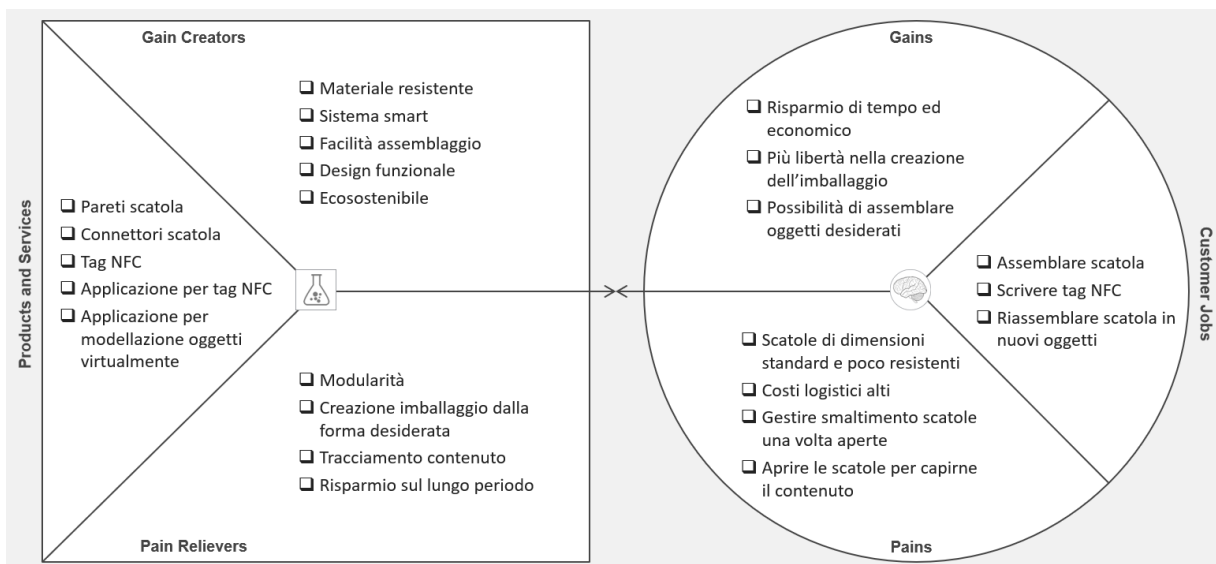 Gain Creators
❑ Materiale resistente
❑ Sistema smart
❑ Facilità assemblaggio
❑ Design funzionale
❑ Ecosostenibile
Products and Services
❑ Pareti scatola
❑ Connettori scatola
❑ Tag NFC
❑ Applicazione per tag NFC
❑ Applicazione per
modellazione oggetti
virtualmente
❑ Modularità
❑ Creazione imballaggio dalla
forma desiderata
❑ Tracciamento contenuto
❑ Risparmio sul lungo periodo
Pain Relievers
Gains
❑ Risparmio di tempo ed
economico
❑ Più libertà nella creazione
dell’imballaggio
❑ Possibilità di assemblare
oggetti desiderati
Customer Jobs
❑ Assemblare scatola
❑ Scrivere tag NFC
❑ Riassemblare scatola in
nuovi oggetti
❑ Scatole di dimensioni
standard e poco resistenti
❑ Costi logistici alti
❑ Gestire smaltimento scatole
una volta aperte
❑ Aprire le scatole per capirne
il contenuto
Pains